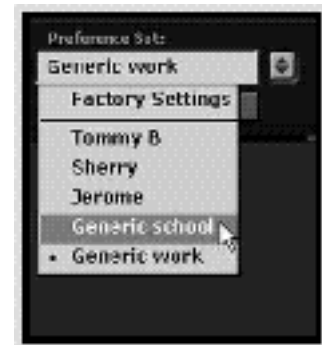 Preference Set:
Generic work
Factory Settings
Tommy B
Sherry
Jerome
Generic school
• Generic work